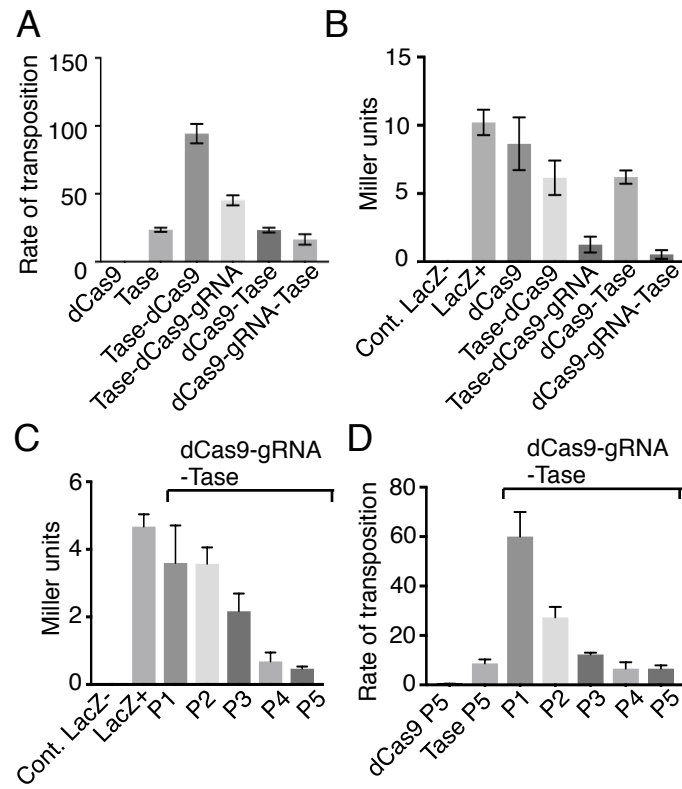 A
Rate of transposition
150
100
50
0
dCas9
Tase
Tase-dCas9
Tase-dCas9-gRNA
dCas9-Tase
dCas9-gRNA-Tase
B
Miller units
15
10
5
0
Cont. LacZ-
LacZ+
dCas9
Tase-dCas9
Tase-dCas9-gRNA
dCas9-Tase
dCas9-gRNA-Tase
C
dCas9-gRNA
-Tase
Miller units
6
4
2
0
Cont. LacZ-
LacZ+
P1
P2
P3
P4
P5
D
dCas9-gRNA
-Tase
Rate of transposition
80
60
40
20
0
dCas9 P5
Tase P5
P1
P2
P3
P4
P5